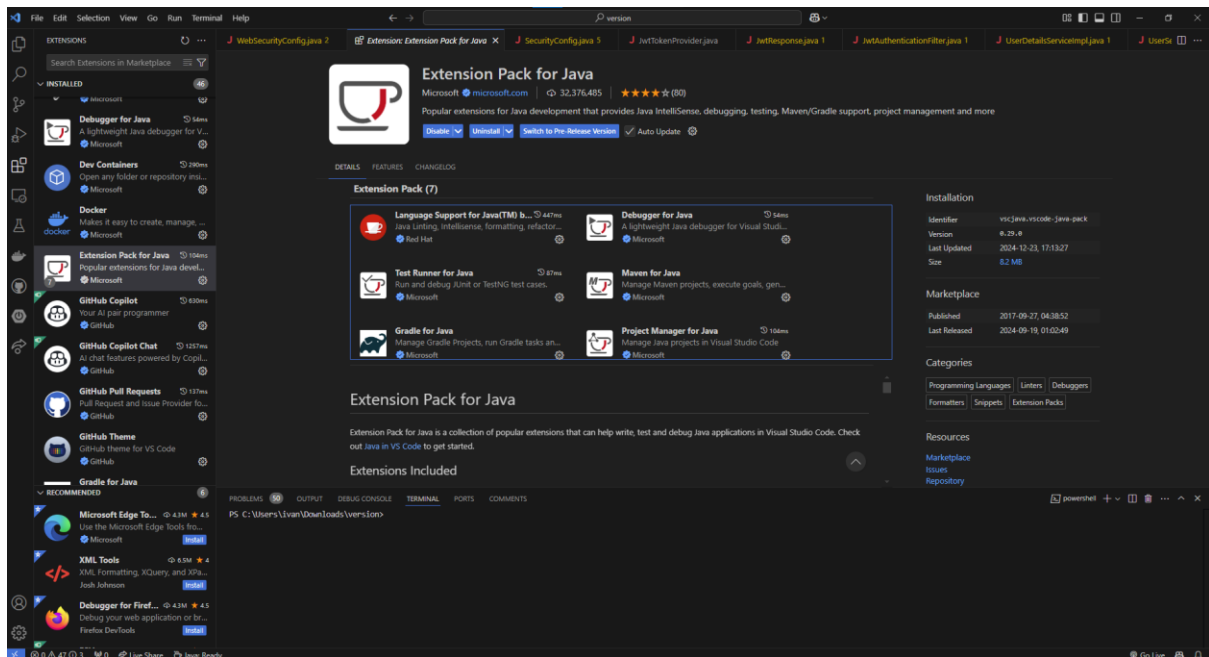 File Edit Selection View Go Run Terminal Help
version
EXTENSIONS
WebSecurityConfig.java 2
Extension: Extension Pack for Java
SecurityConfig.java 5
JwtTokenProvider.java
JwtResponse.java 1
JwtAuthenticationFilter.java 1
UserDetailsServiceImpl.java 1
Search Extensions in Marketplace
INSTALLED 46
Microsoft
Debugger for Java 54ms
A lightweight Java debugger for V...
Microsoft
Dev Containers 290ms
Open any folder or repository insi...
Microsoft
Docker
Makes it easy to create, manage, ...
docker
Microsoft
Extension Pack for Java 104ms
Popular extensions for Java devel...
7
Microsoft
GitHub Copilot 630ms
Your AI pair programmer
GitHub
GitHub Copilot Chat 1257ms
AI chat features powered by Copil...
GitHub
GitHub Pull Requests 137ms
Pull Request and Issue Provider fo...
GitHub
GitHub Theme
GitHub theme for VS Code
GitHub
Gradle for Java
RECOMMENDED 6
Microsoft Edge To... 4.3M 4.5
Use the Microsoft Edge Tools fro...
Microsoft Install
XML Tools 6.5M 4
XML Formatting, XQuery, and XPa...
Josh Johnson Install
Debugger for Firef... 4.3M 4.5
Debug your web application or br...
Firefox DevTools Install
Extension Pack for Java
Microsoft microsoft.com 32,376,485 (80)
Popular extensions for Java development that provides Java IntelliSense, debugging, testing, Maven/Gradle support, project management and more
Disable Uninstall Switch to Pre-Release Version Auto Update
DETAILS FEATURES CHANGELOG
Extension Pack (7)
Language Support for Java(TM) b... 447ms
Java Linting, Intellisense, formatting, refactor...
Red Hat
Debugger for Java 54ms
A lightweight Java debugger for Visual Studi...
Microsoft
Test Runner for Java 87ms
Run and debug JUnit or TestNG test cases.
Microsoft
Maven for Java
Manage Maven projects, execute goals, gen...
Microsoft
Gradle for Java
Manage Gradle Projects, run Gradle tasks an...
Microsoft
Project Manager for Java 104ms
Manage Java projects in Visual Studio Code
Microsoft
Extension Pack for Java
Extension Pack for Java is a collection of popular extensions that can help write, test and debug Java applications in Visual Studio Code. Check
out Java in VS Code to get started.
Extensions Included
Installation
Identifier vscjava.vscode-java-pack
Version 0.29.0
Last Updated 2024-12-23, 17:13:27
Size 82 MB
Marketplace
Published 2017-09-27, 04:38:52
Last Released 2024-09-19, 01:02:49
Categories
Programming Languages Linters Debuggers
Formatters Snippets Extension Packs
Resources
Marketplace
Issues
Repository
PROBLEMS 50 OUTPUT DEBUG CONSOLE TERMINAL PORTS COMMENTS
powershell
PS C:\Users\ivan\Downloads\version>
0 47 3 0 Live Share Java: Ready
Go Live